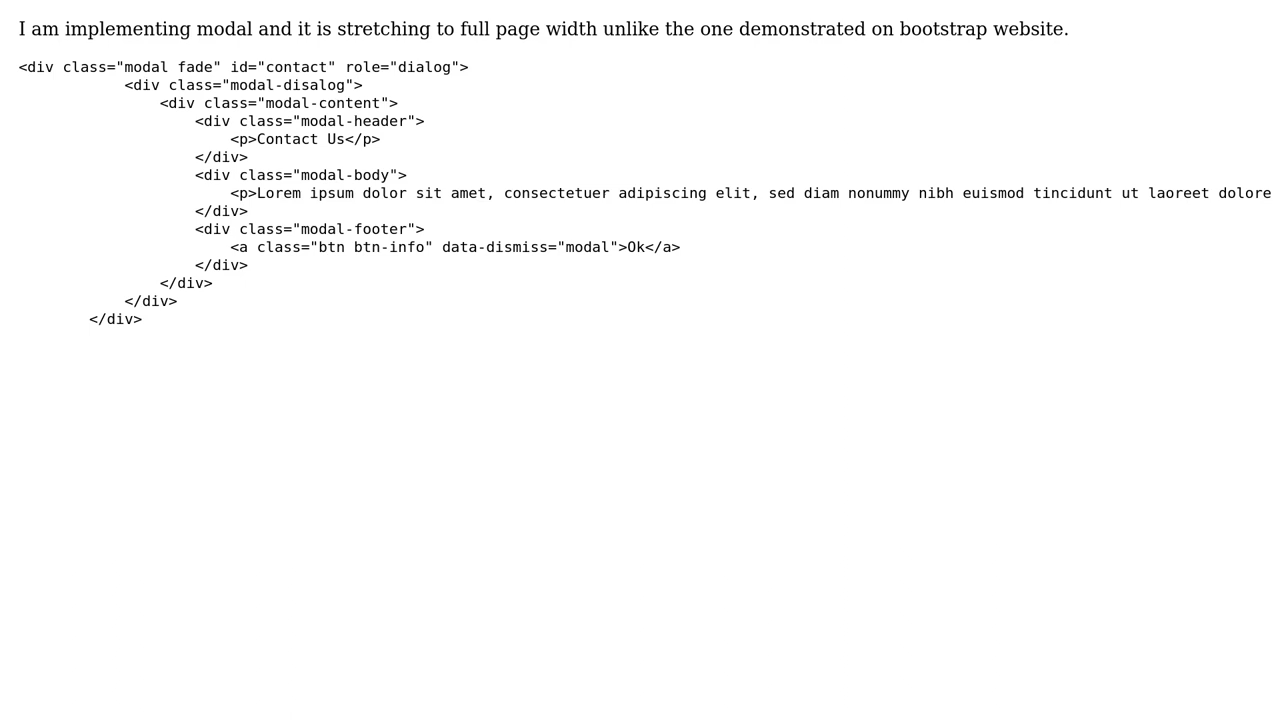 I am implementing modal and it is stretching to full page width unlike the one demonstrated on bootstrap website.
<div class="modal fade" id="contact" role="dialog">
<div class="modal-disalog">
<div class="modal-content">
<div class="modal-header">
<p>Contact Us</p>
</div>
<div class="modal-body">
<p>Lorem ipsum dolor sit amet, consectetuer adipiscing elit, sed diam nonummy nibh euismod tincidunt ut laoreet dolore
</div>
<div class="modal-footer">
<a class="btn btn-info" data-dismiss="modal">Ok</a>
</div>
</div>
</div>
</div>